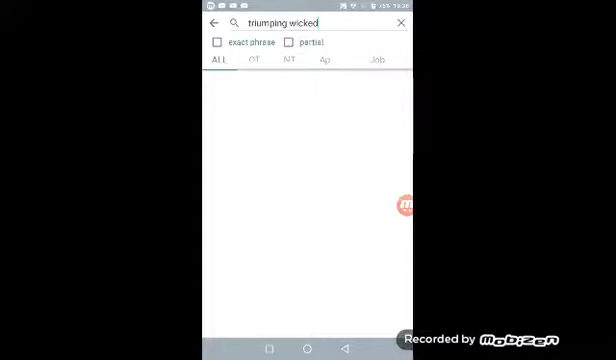 triumping wicked
exact phrase partial
ALL OT NT Ap Job
Recorded by MOBIZEN